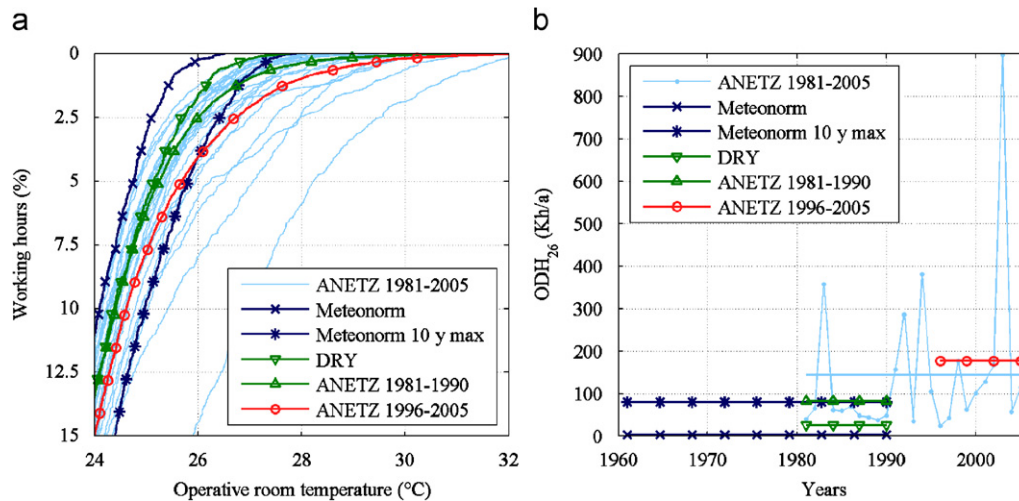 a
Working hours (%)
0
2.5
5
7.5
10
12.5
15
24
26
28
30
32
Operative room temperature (°C)
ANETZ 1981-2005
Meteonorm
Meteonorm 10 y max
DRY
ANETZ 1981-1990
ANETZ 1996-2005
b
ODH26 (Kh/a)
900
800
700
600
500
400
300
200
100
0
1960
1970
1980
1990
2000
Years
ANETZ 1981-2005
Meteonorm
Meteonorm 10 y max
DRY
ANETZ 1981-1990
ANETZ 1996-2005